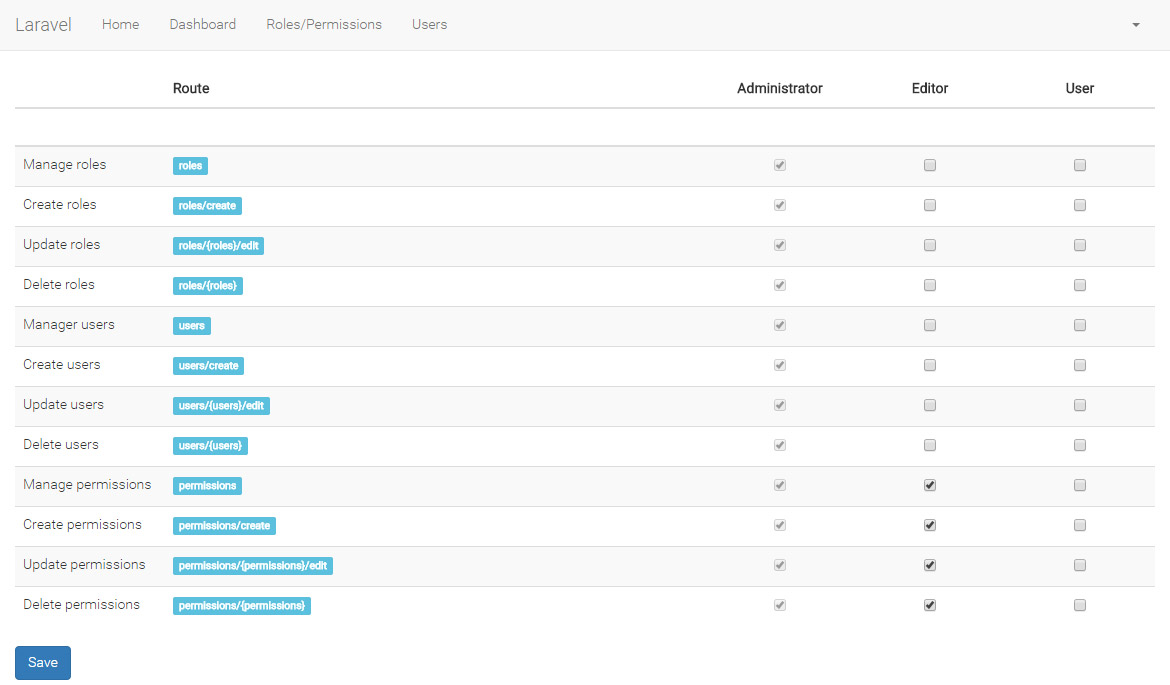 Laravel Home Dashboard Roles/Permissions Users
Route Administrator Editor User
Manage roles roles
Create roles roles/create
Update roles roles/{roles}/edit
Delete roles roles/{roles}
Manager users users
Create users users/create
Update users users/{users}/edit
Delete users users/{users}
Manage permissions permissions
Create permissions permissions/create
Update permissions permissions/{permissions}/edit
Delete permissions permissions/{permissions}
Save